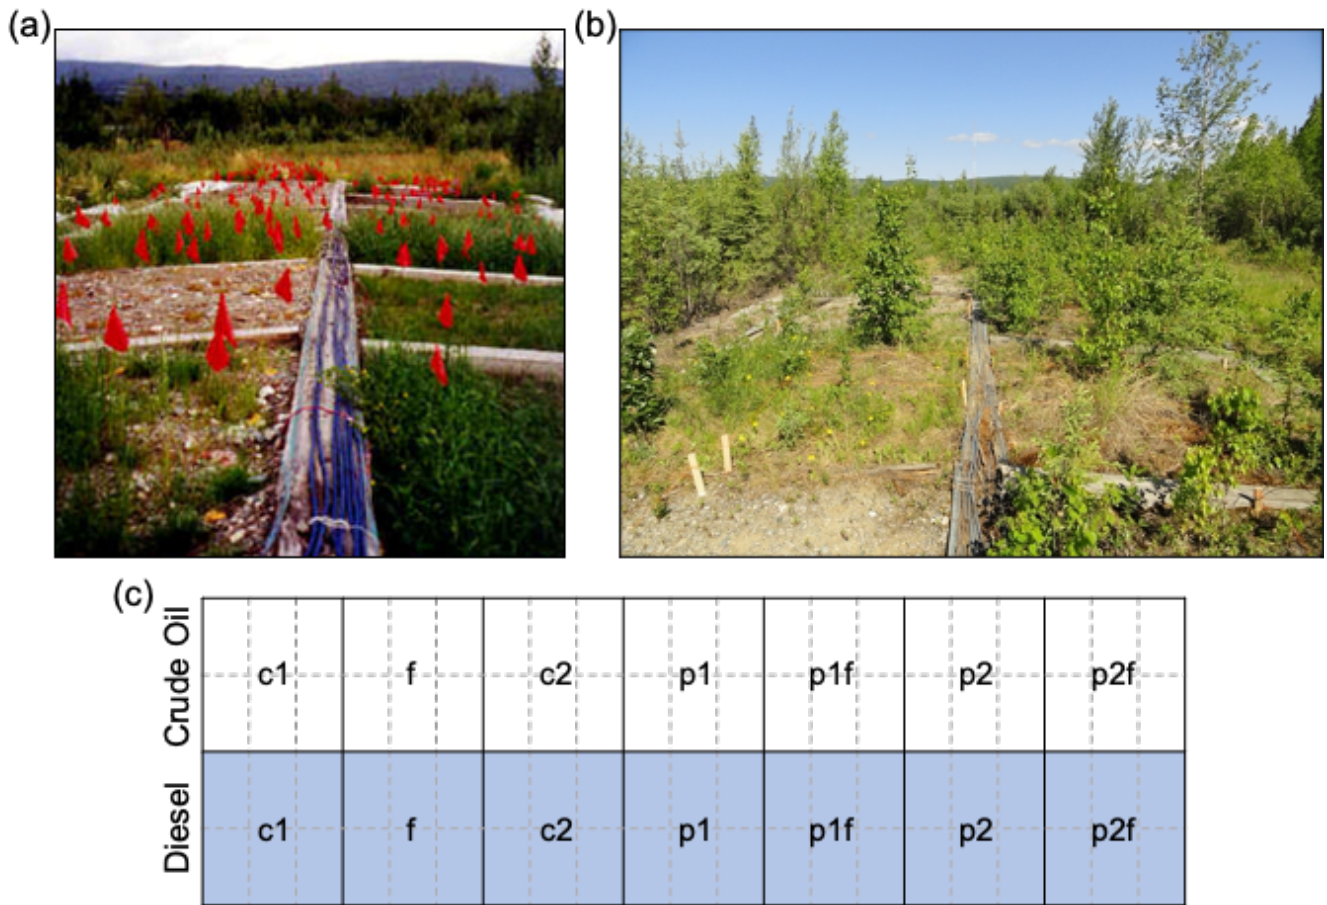 (a)
(b)
(c)
Crude Oil
c1 f c2 p1 p1f p2 p2f
Diesel
c1 f c2 p1 p1f p2 p2f